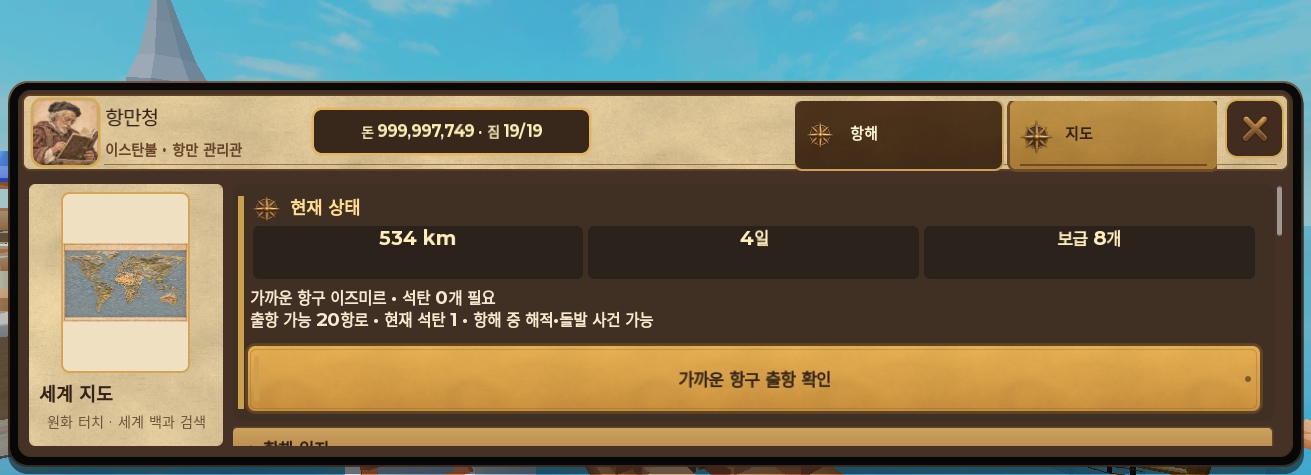 항만청
이스탄불 • 항만 관리관
돈 999,997,749 · 짐 19/19
항해
지도
현재 상태
534 km
4일
보급 8개
가까운 항구 이즈미르 • 석탄 0개 필요
출항 가능 20항로 • 현재 석탄 1 • 항해 중 해적•돌발 사건 가능
가까운 항구 출항 확인
세계 지도
원화 터치 · 세계 백과 검색